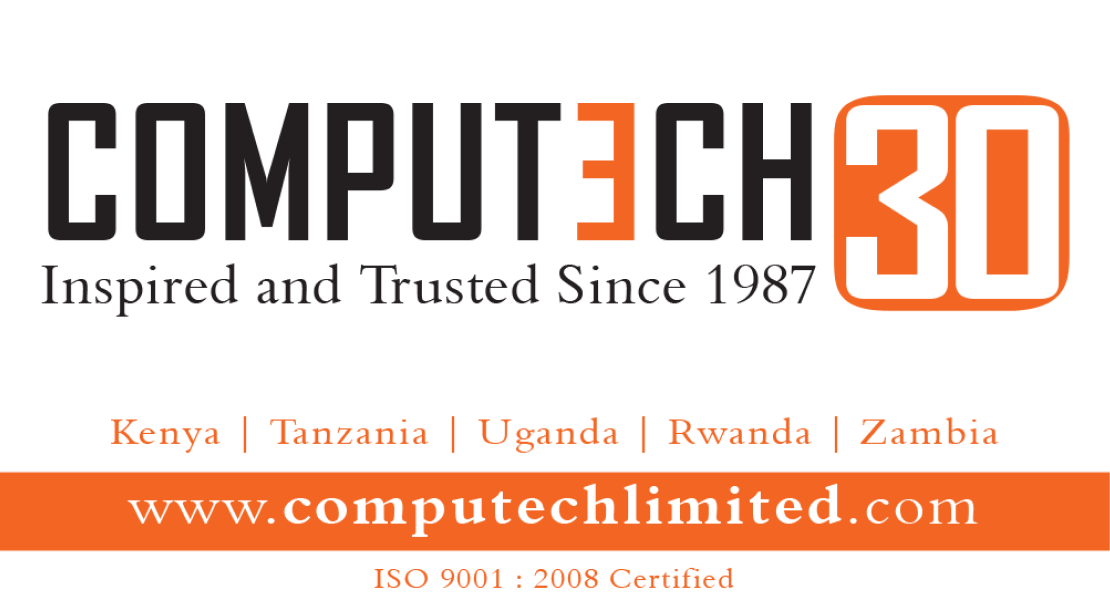 COMPUTECH 30
Inspired and Trusted Since 1987
Kenya | Tanzania | Uganda | Rwanda | Zambia
www.computechlimited.com
ISO 9001 : 2008 Certified